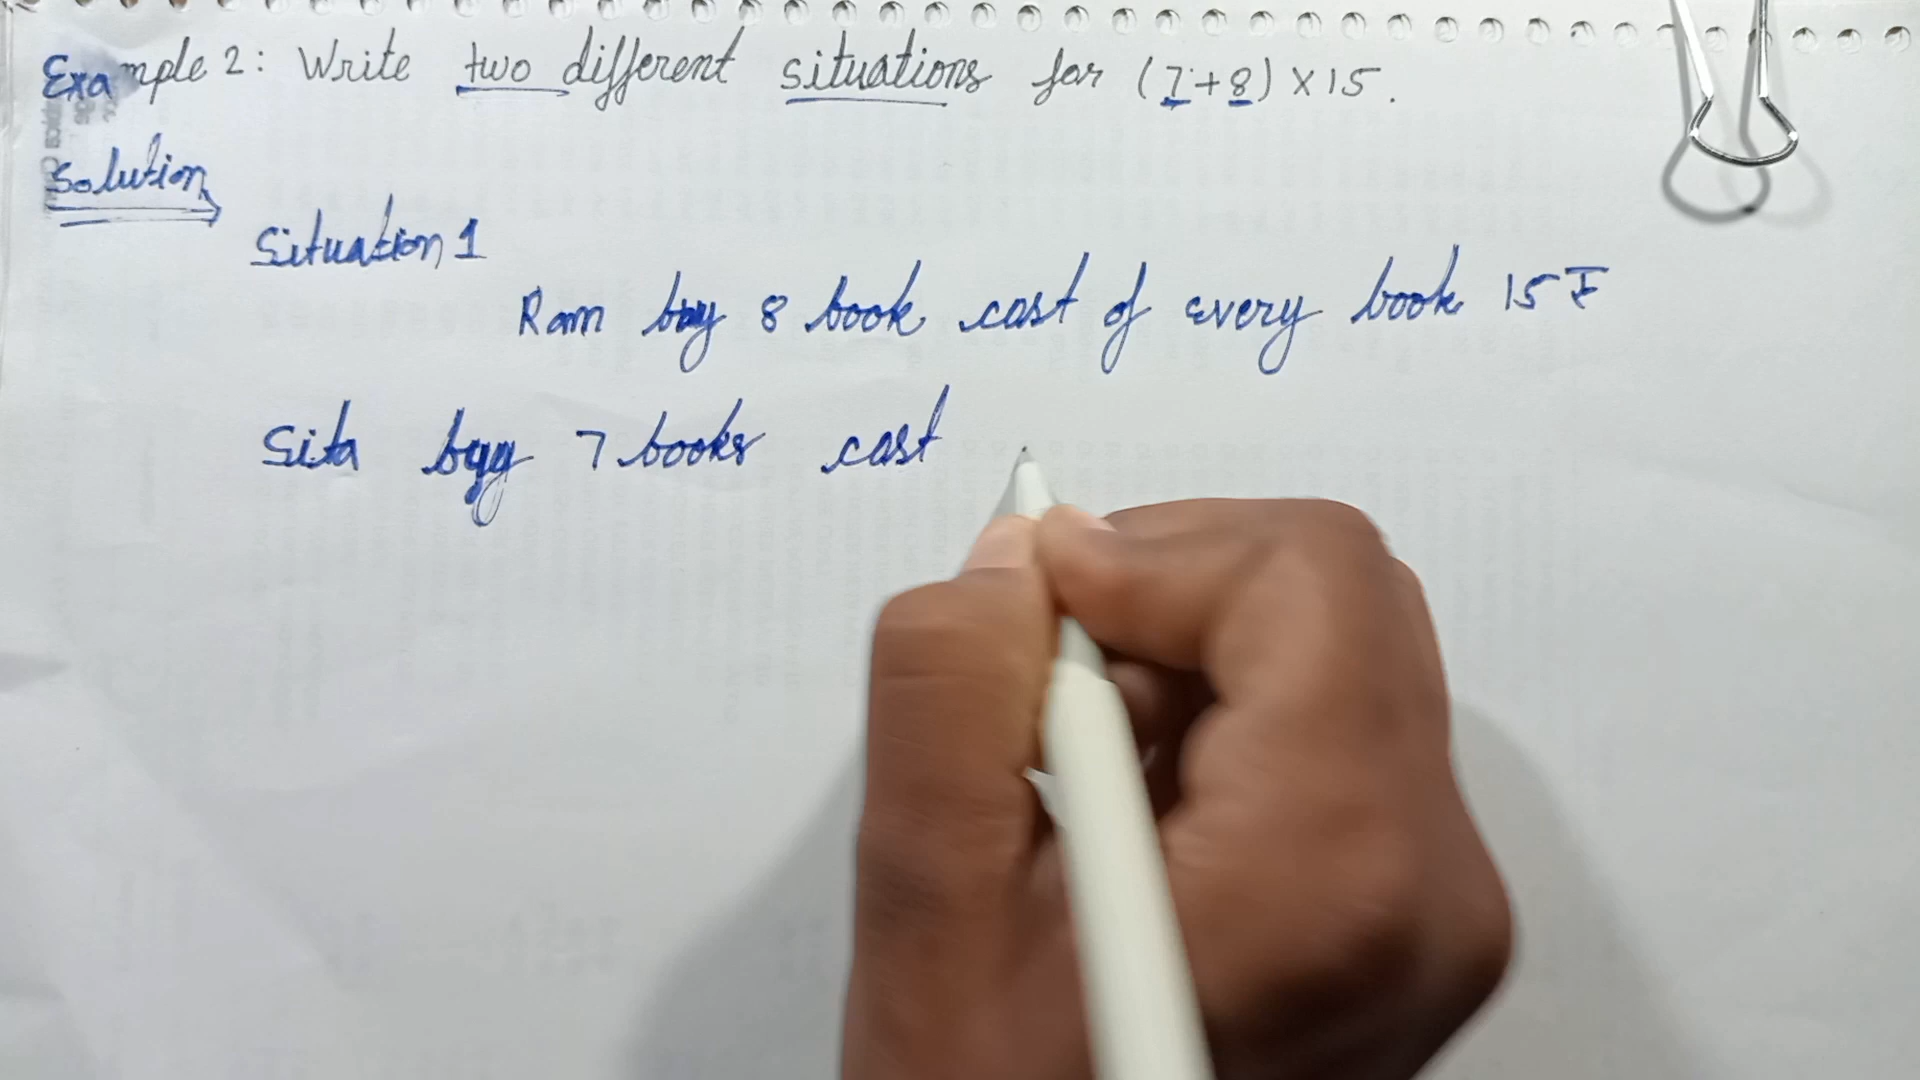 Example 2: Write two different situations for (7+8) × 15.
Solution
Situation 1
Ram buy 8 book cost of every book 15 ₹
Sita buy 7 books cost